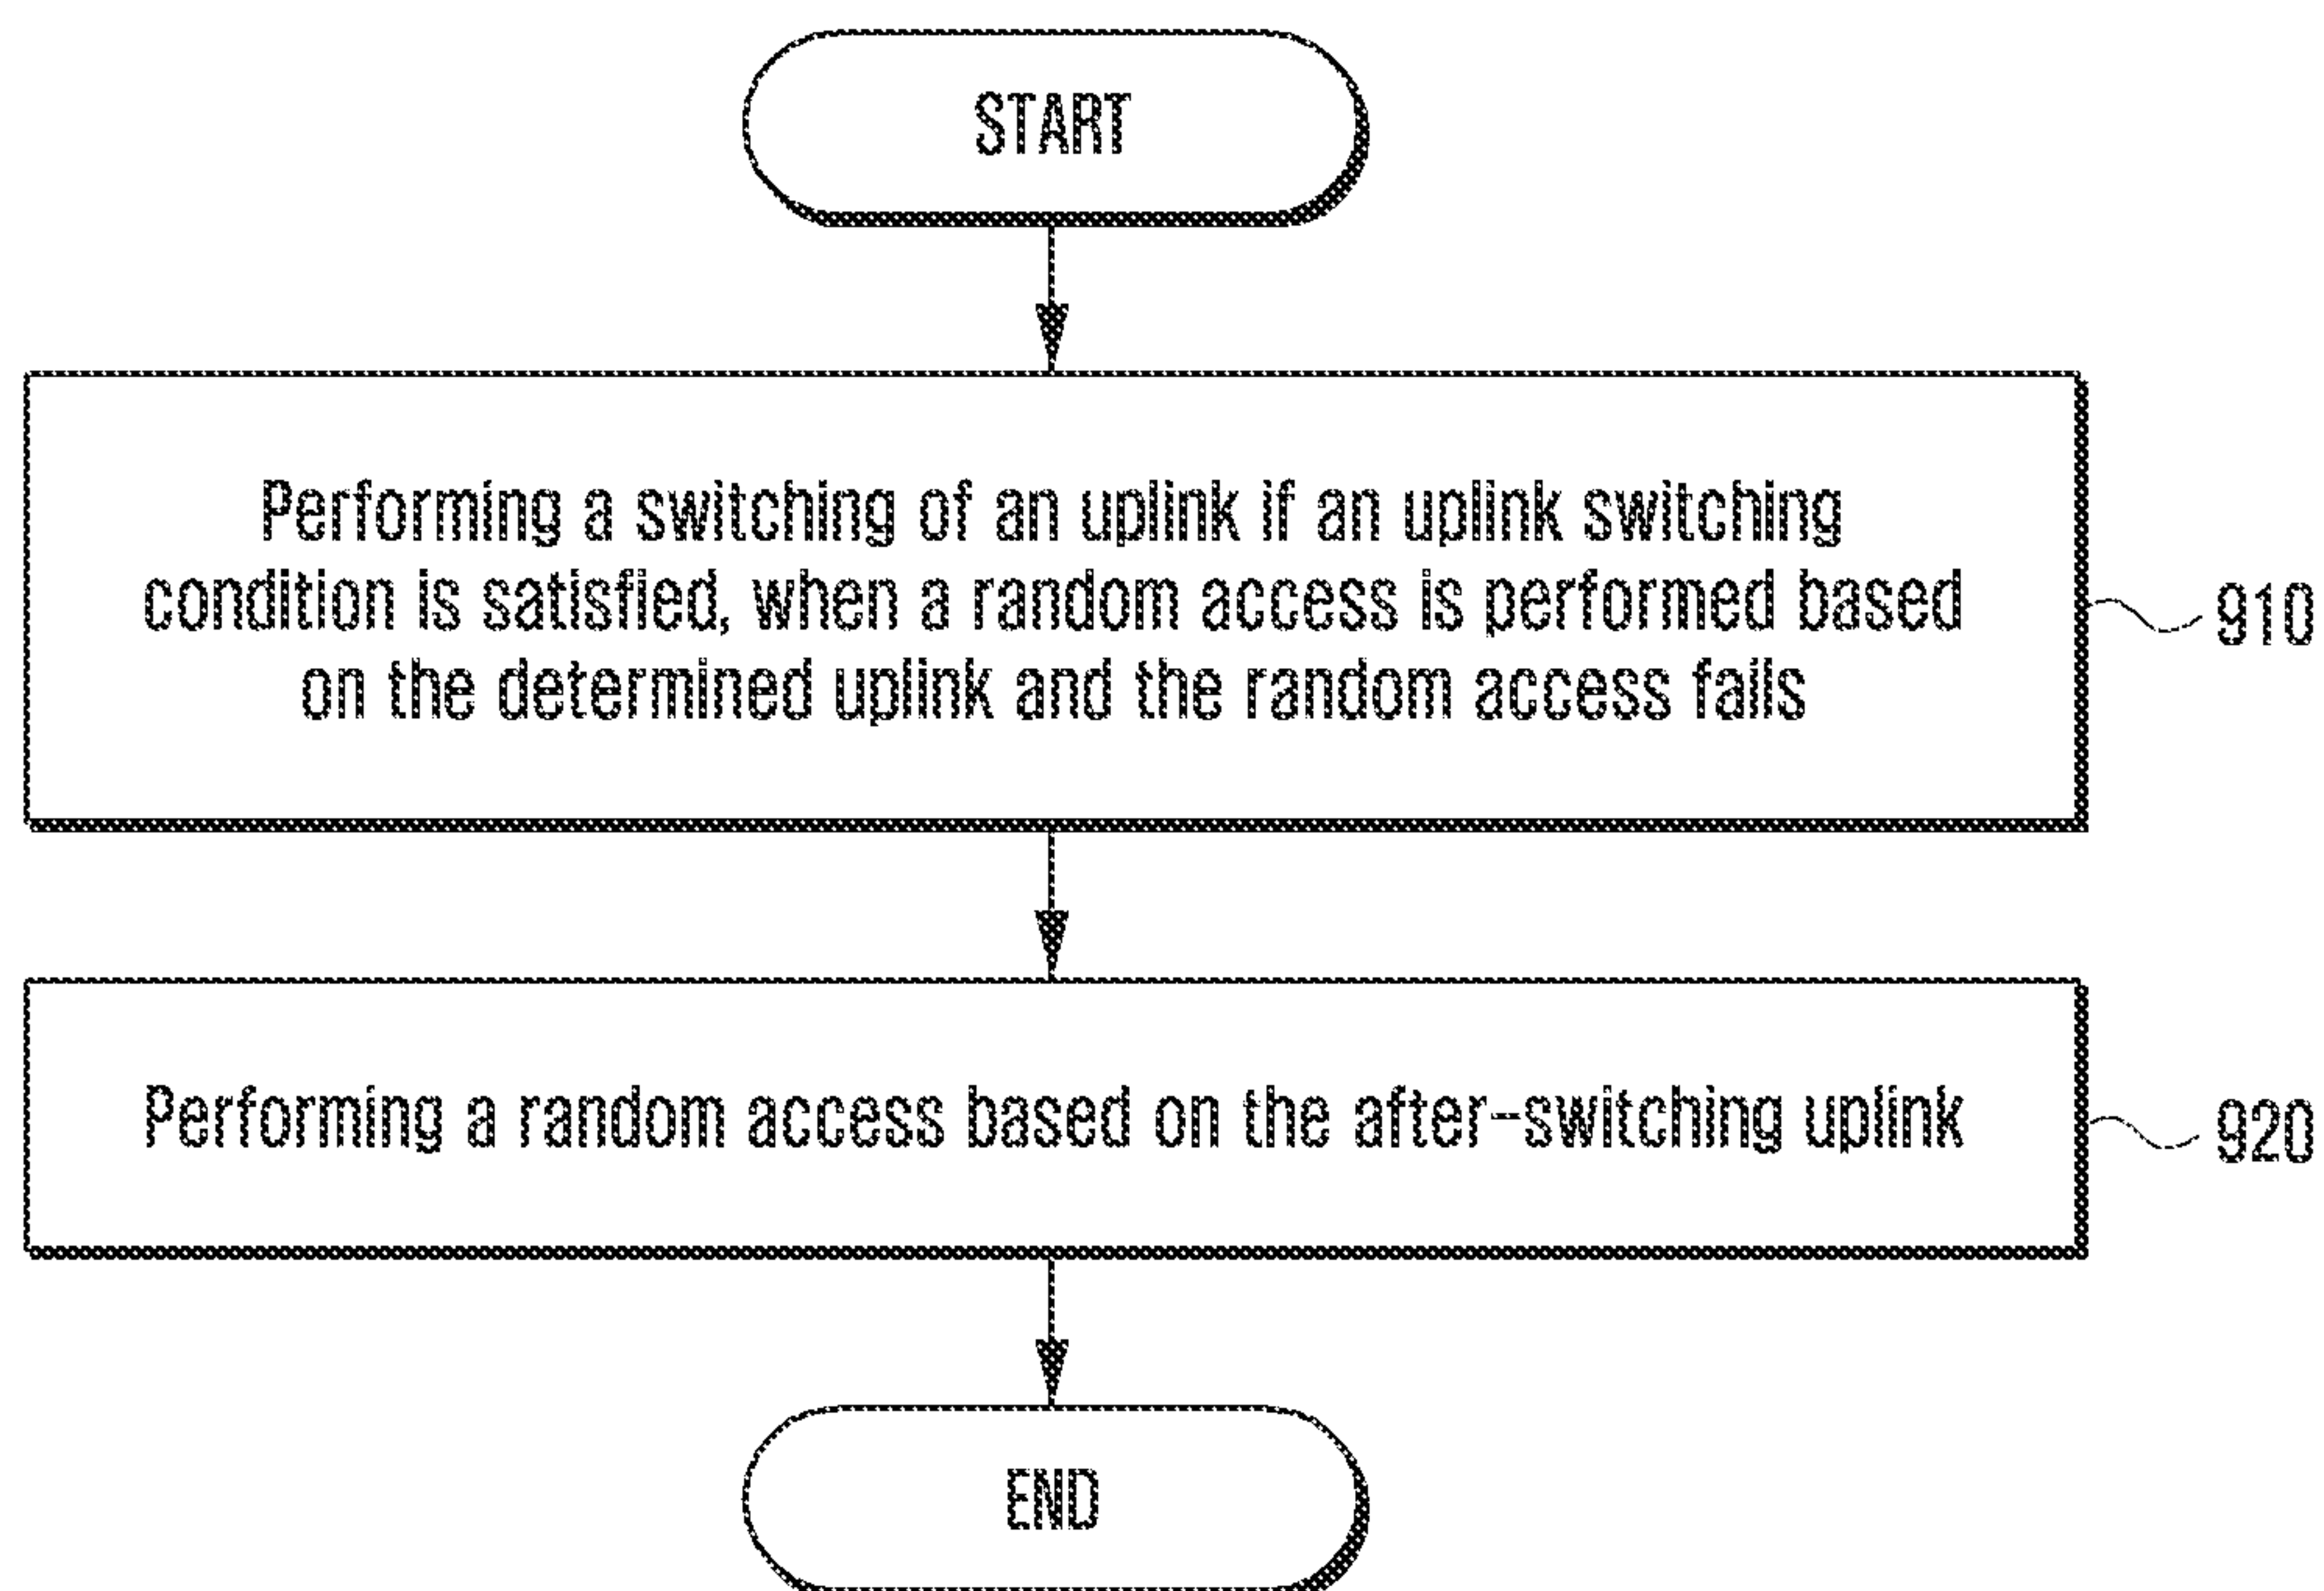 START
Performing a switching of an uplink if an uplink switching
condition is satisfied, when a random access is performed based
on the determined uplink and the random access fails
910
Performing a random access based on the after-switching uplink
920
END